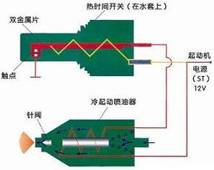 热时间开关（在水套上）
双金属片
触点
起动机
电源
（ST）
12V
冷起动喷油器
针阀